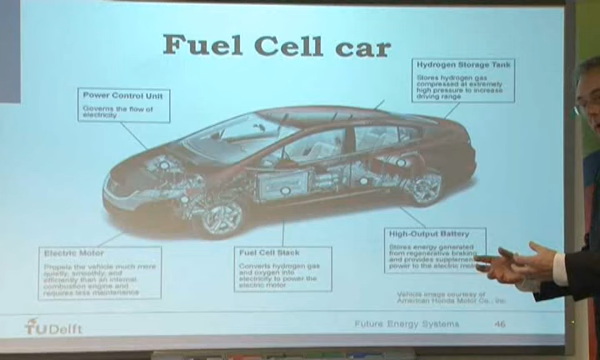 Fuel Cell car
Hydrogen Storage Tank
Stores hydrogen gas
compressed at extremely
high pressure to increase
driving range
Power Control Unit
Governs the flow of
electricity
Electric Motor
Propels the vehicle much more
quietly, smoothly, and
efficiently than an internal
combustion engine and
requires less maintenance
Fuel Cell Stack
Converts hydrogen gas
and oxygen into
electricity to power the
electric motor
High-Output Battery
Stores energy generated
from regenerative braking
and provides supplemental
power to the electric motor
Vehicle image courtesy of
American Honda Motor Co., Inc.
TUDelft
Future Energy Systems
46